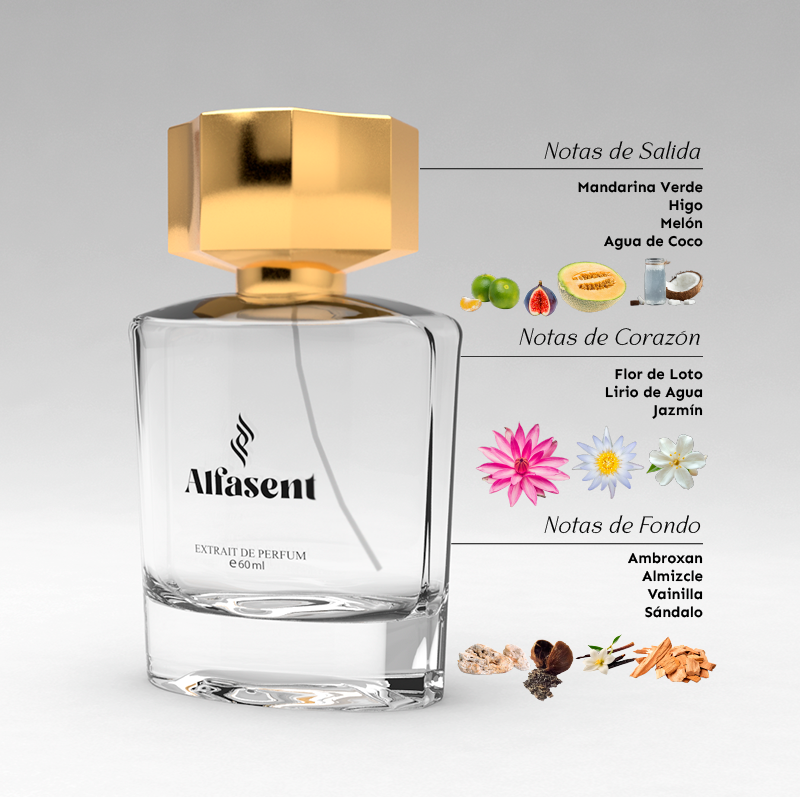 Notas de Salida
Mandarina Verde
Higo
Melón
Agua de Coco
Notas de Corazón
Flor de Loto
Lirio de Agua
Jazmín
Notas de Fondo
Ambroxan
Almizcle
Vainilla
Sándalo
Alfasent
EXTRAIT DE PERFUM
e60ml